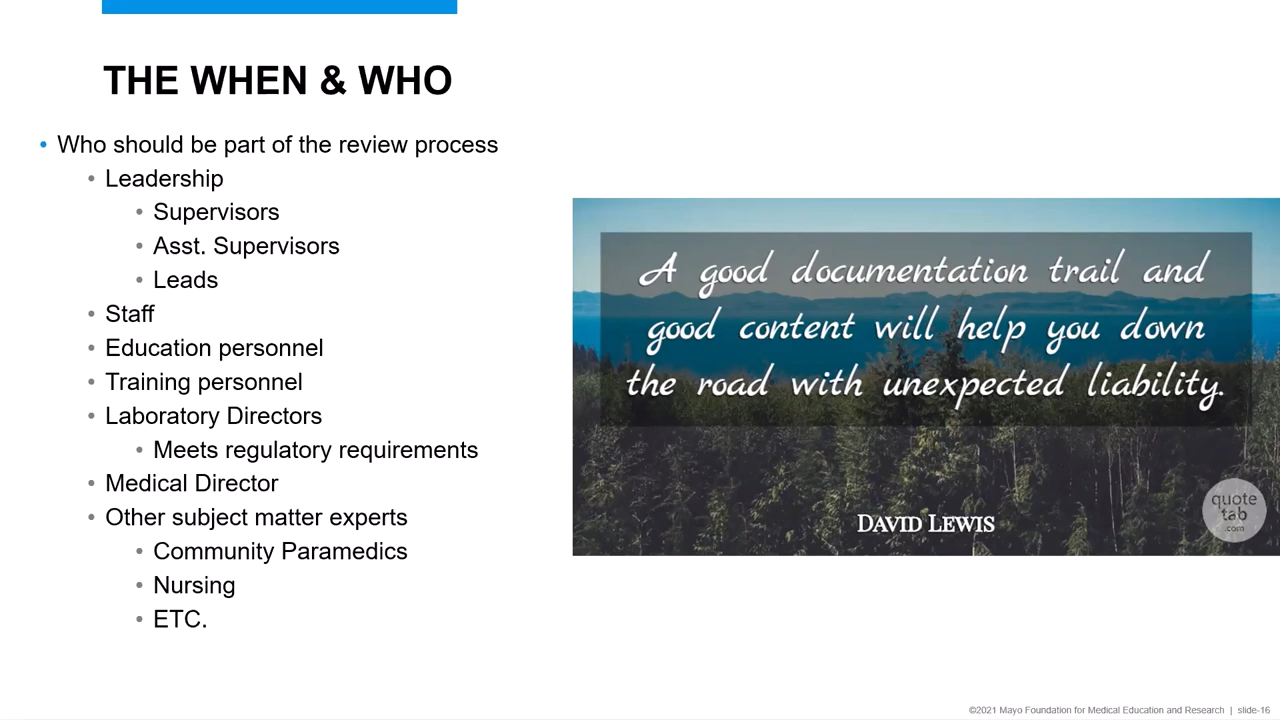 THE WHEN & WHO
• Who should be part of the review process
• Leadership
• Supervisors
• Asst. Supervisors
• Leads
• Staff
• Education personnel
• Training personnel
• Laboratory Directors
• Meets regulatory requirements
• Medical Director
• Other subject matter experts
• Community Paramedics
• Nursing
• ETC.
A good documentation trail and
good content will help you down
the road with unexpected liability.
DAVID LEWIS
quote
tab
.com
©2021 Mayo Foundation for Medical Education and Research | slide-16